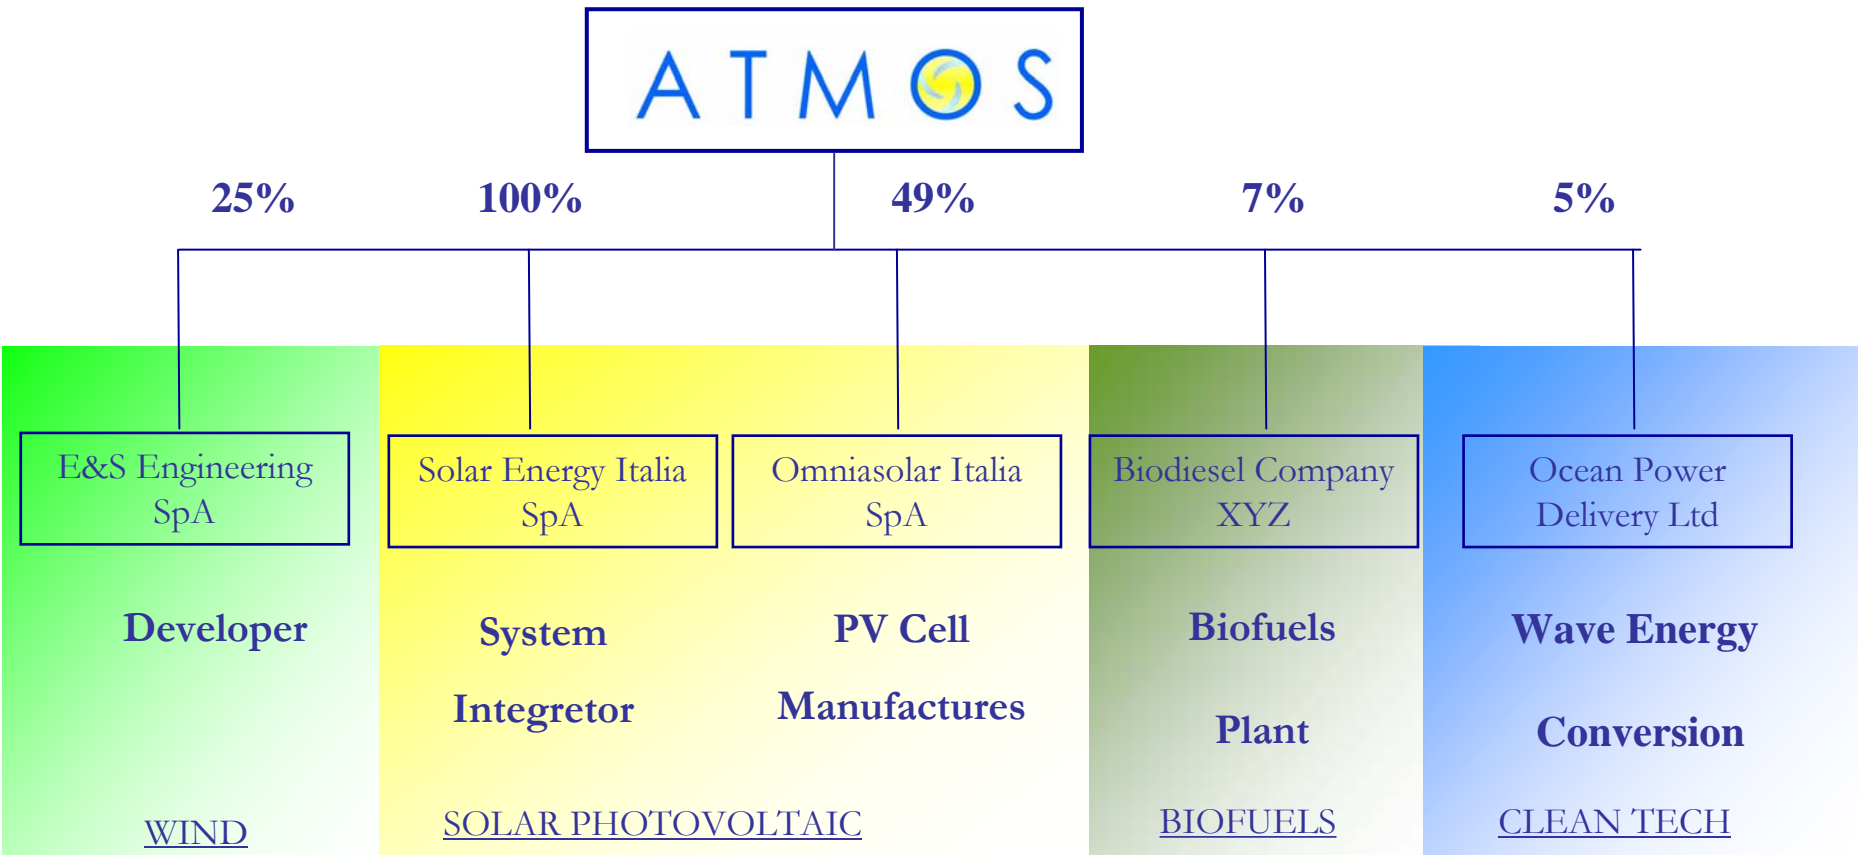 ATMOS
25% 100% 49% 7% 5%
E&S Engineering
SpA
Solar Energy Italia
SpA
Omniasolar Italia
SpA
Biodiesel Company
XYZ
Ocean Power
Delivery Ltd
Developer
System
Integretor
PV Cell
Manufactures
Biofuels
Plant
Wave Energy
Conversion
WIND
SOLAR PHOTOVOLTAIC
BIOFUELS
CLEAN TECH